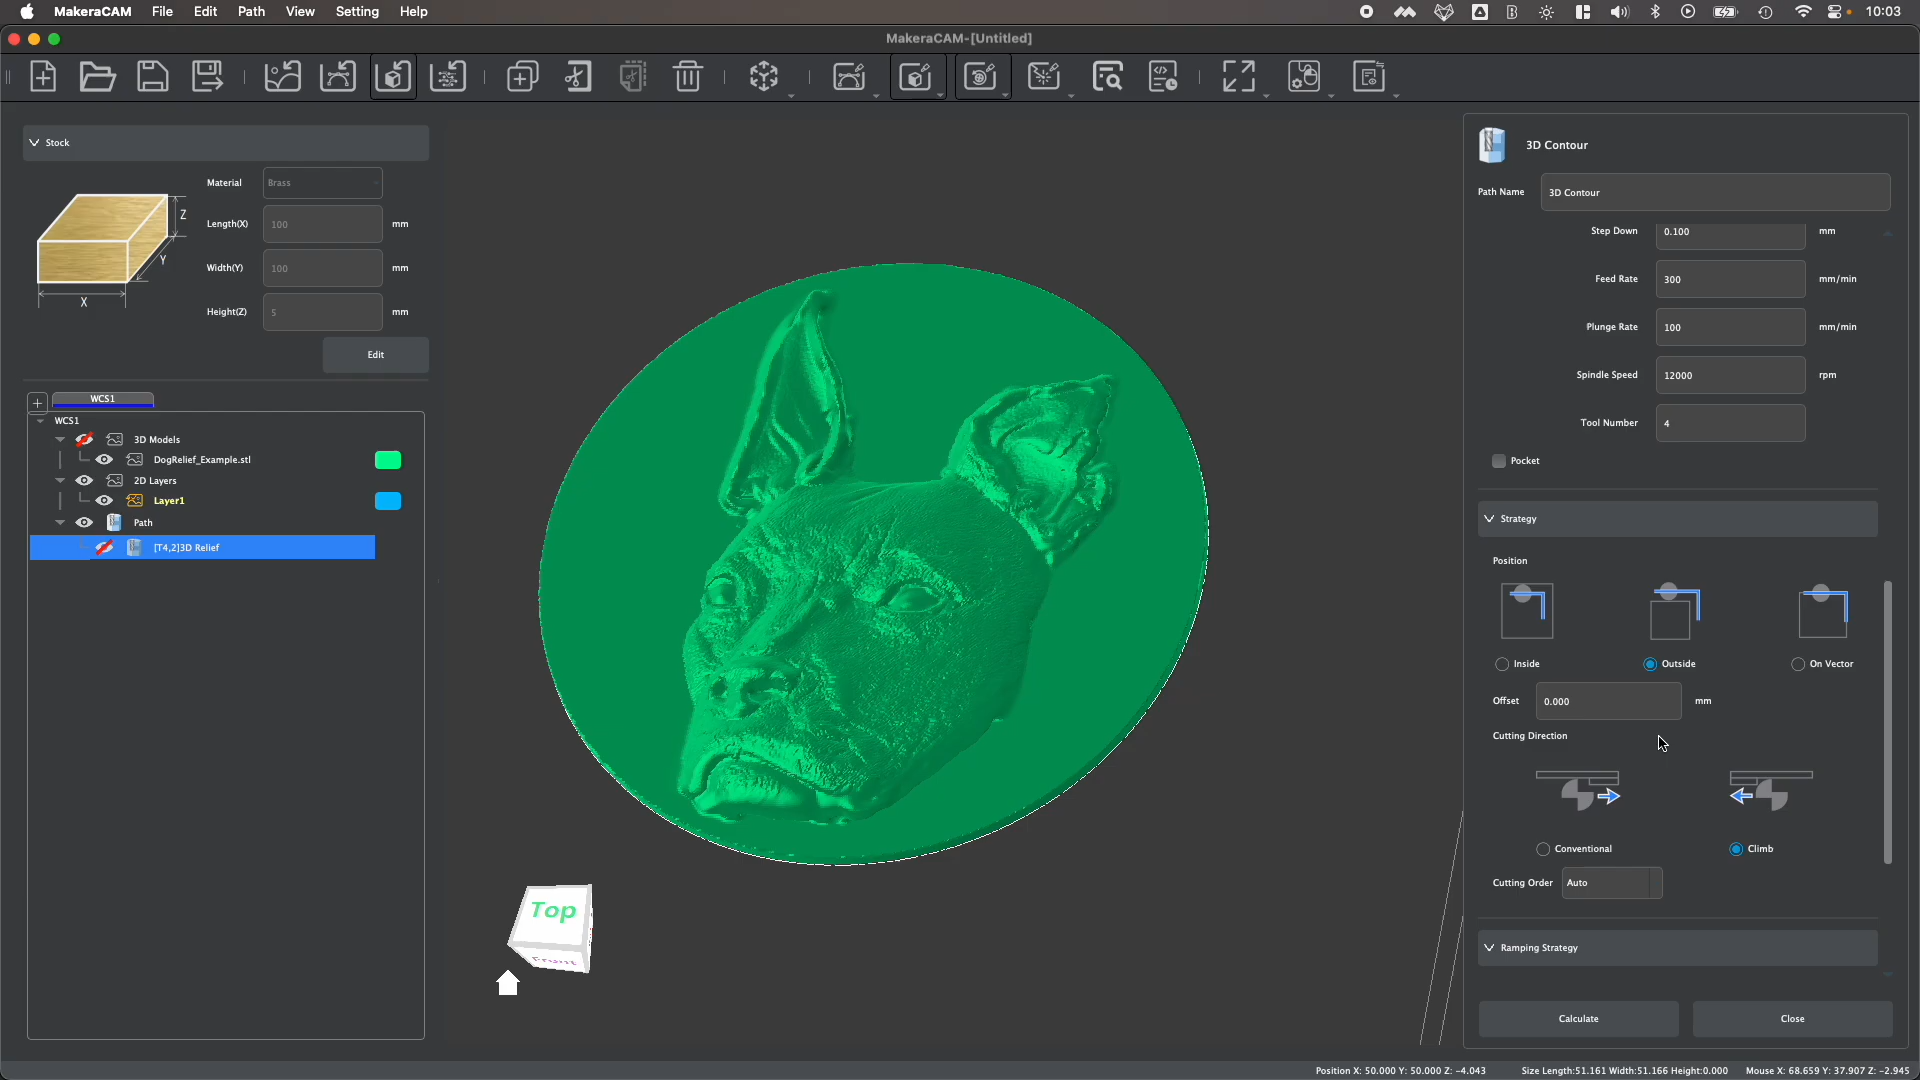 MakeraCAM File Edit Path View Setting Help 10:03
MakeraCAM-[Untitled]
Stock
Material Brass
Length(X) 100 mm
Width(Y) 100 mm
Height(Z) 5 mm
X
Y
Z
Edit
+ WCS1
WCS1
3D Models
DogRelief_Example.stl
2D Layers
Layer1
Path
[T4,2]3D Relief
Top
Front
3D Contour
Path Name 3D Contour
Step Down 0.100 mm
Feed Rate 300 mm/min
Plunge Rate 100 mm/min
Spindle Speed 12000 rpm
Tool Number 4
Pocket
Strategy
Position
Inside Outside On Vector
Offset 0.000 mm
Cutting Direction
Conventional Climb
Cutting Order Auto
Ramping Strategy
Calculate Close
Position X: 50.000 Y: 50.000 Z: -4.043 Size Length:51.161 Width:51.166 Height:0.000 Mouse X: 68.659 Y: 37.907 Z: -2.945